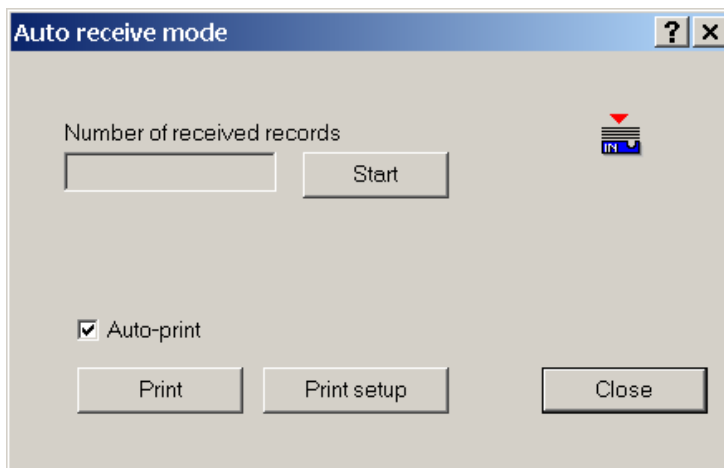 Auto receive mode
Number of received records
Start
IN
Auto-print
Print Print setup Close